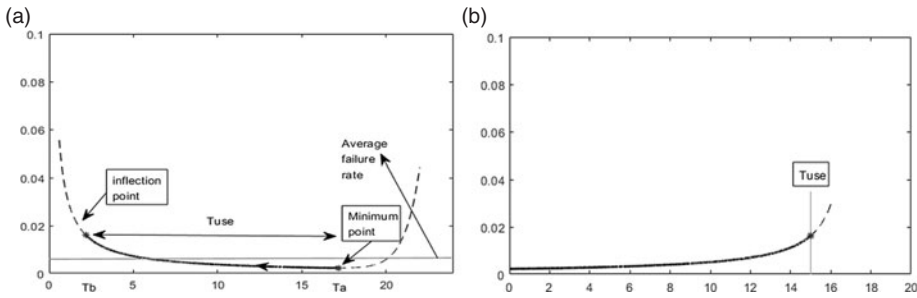 (a)
0.1
0.08
0.06
0.04
0.02
0
inflection
point
Tuse
Average
failure
rate
Minimum
point
0 Tb 5 10 15 Ta 20
(b)
0.1
0.08
0.06
0.04
0.02
0
Tuse
0 2 4 6 8 10 12 14 16 18 20